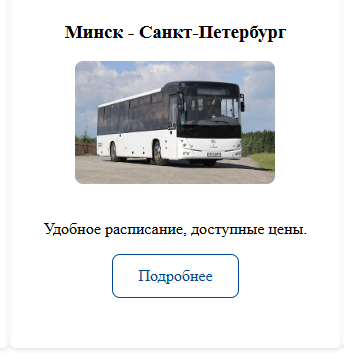 Минск - Санкт-Петербург
Удобное расписание, доступные цены.
Подробнее